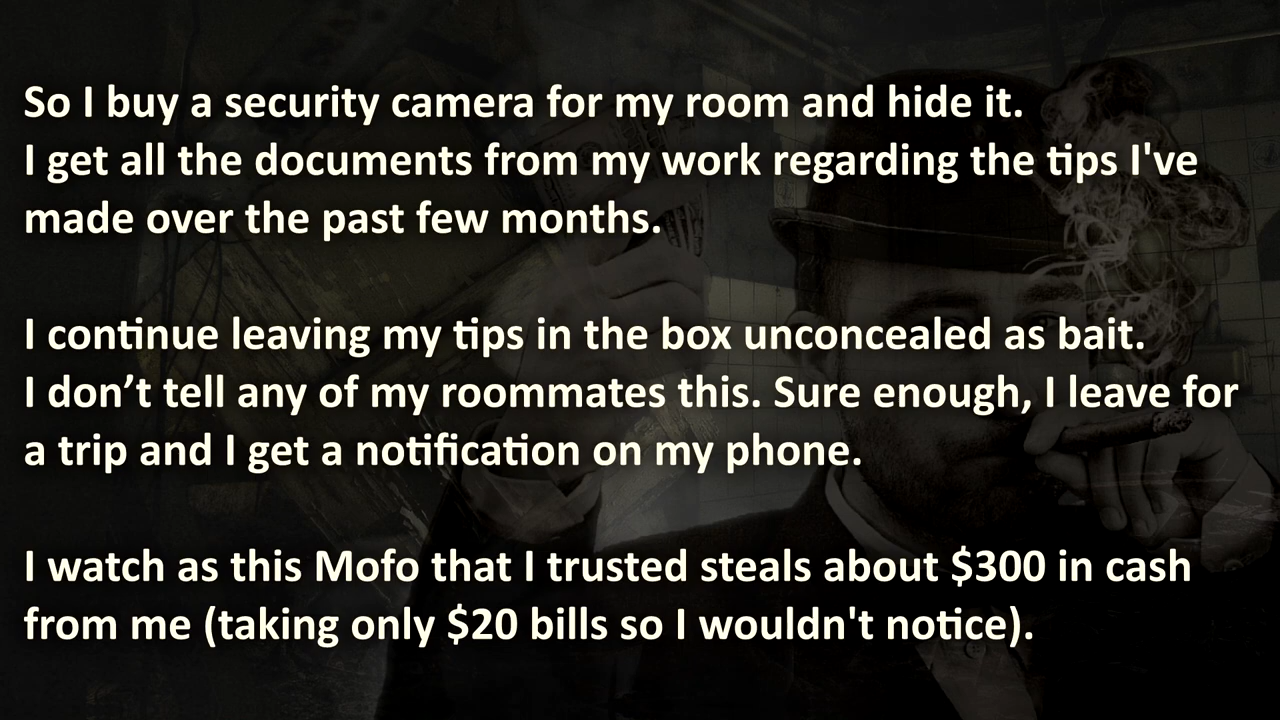 So I buy a security camera for my room and hide it.
I get all the documents from my work regarding the tips I've
made over the past few months.
I continue leaving my tips in the box unconcealed as bait.
I don’t tell any of my roommates this. Sure enough, I leave for
a trip and I get a notification on my phone.
I watch as this Mofo that I trusted steals about $300 in cash
from me (taking only $20 bills so I wouldn't notice).